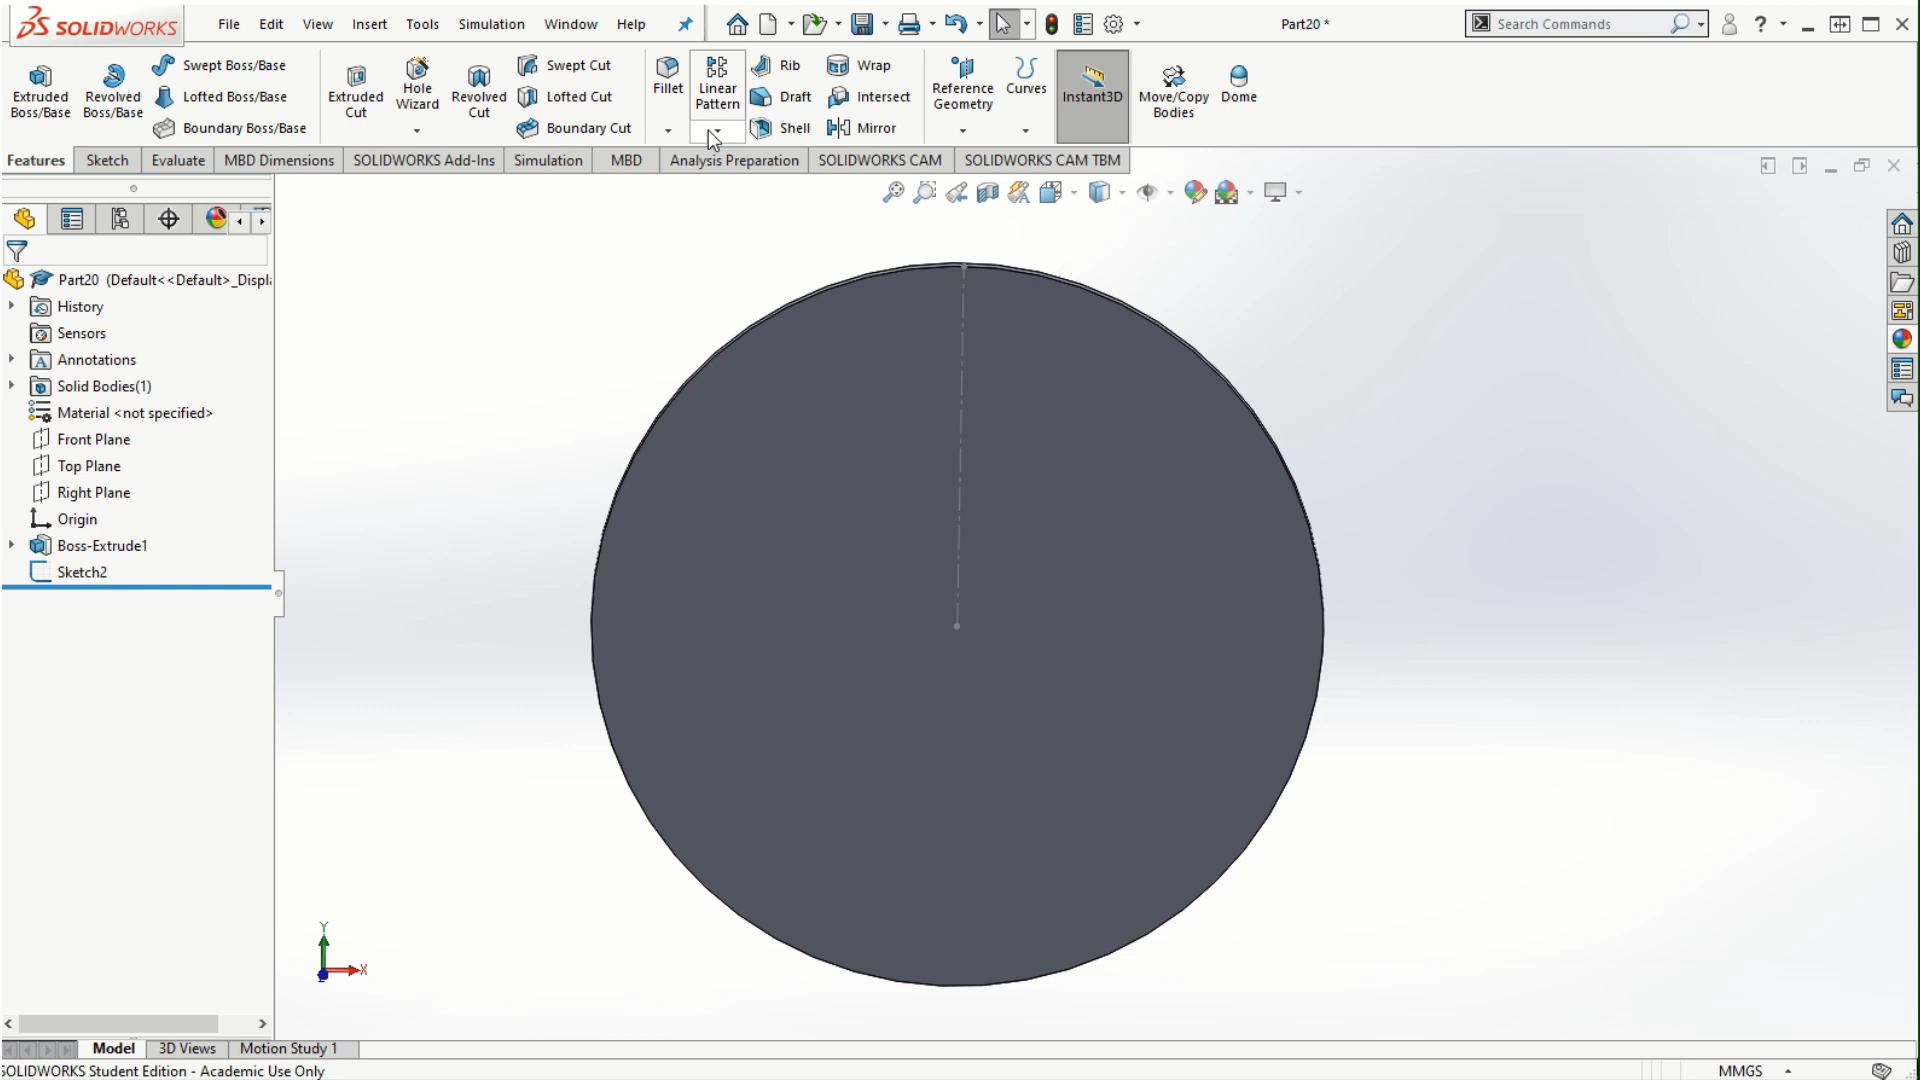 SOLIDWORKS
File Edit View Insert Tools Simulation Window Help
Part20 *
Search Commands
Extruded Boss/Base
Revolved Boss/Base
Swept Boss/Base
Lofted Boss/Base
Boundary Boss/Base
Extruded Cut
Hole Wizard
Revolved Cut
Swept Cut
Lofted Cut
Boundary Cut
Fillet
Linear Pattern
Rib
Draft
Shell
Wrap
Intersect
Mirror
Reference Geometry
Curves
Instant3D
Move/Copy Bodies
Dome
Features Sketch Evaluate MBD Dimensions SOLIDWORKS Add-Ins Simulation MBD Analysis Preparation SOLIDWORKS CAM SOLIDWORKS CAM TBM
Part20 (Default<<Default>_Displ
History
Sensors
Annotations
Solid Bodies(1)
Material <not specified>
Front Plane
Top Plane
Right Plane
Origin
Boss-Extrude1
Sketch2
Y
X
Model 3D Views Motion Study 1
SOLIDWORKS Student Edition - Academic Use Only
MMGS